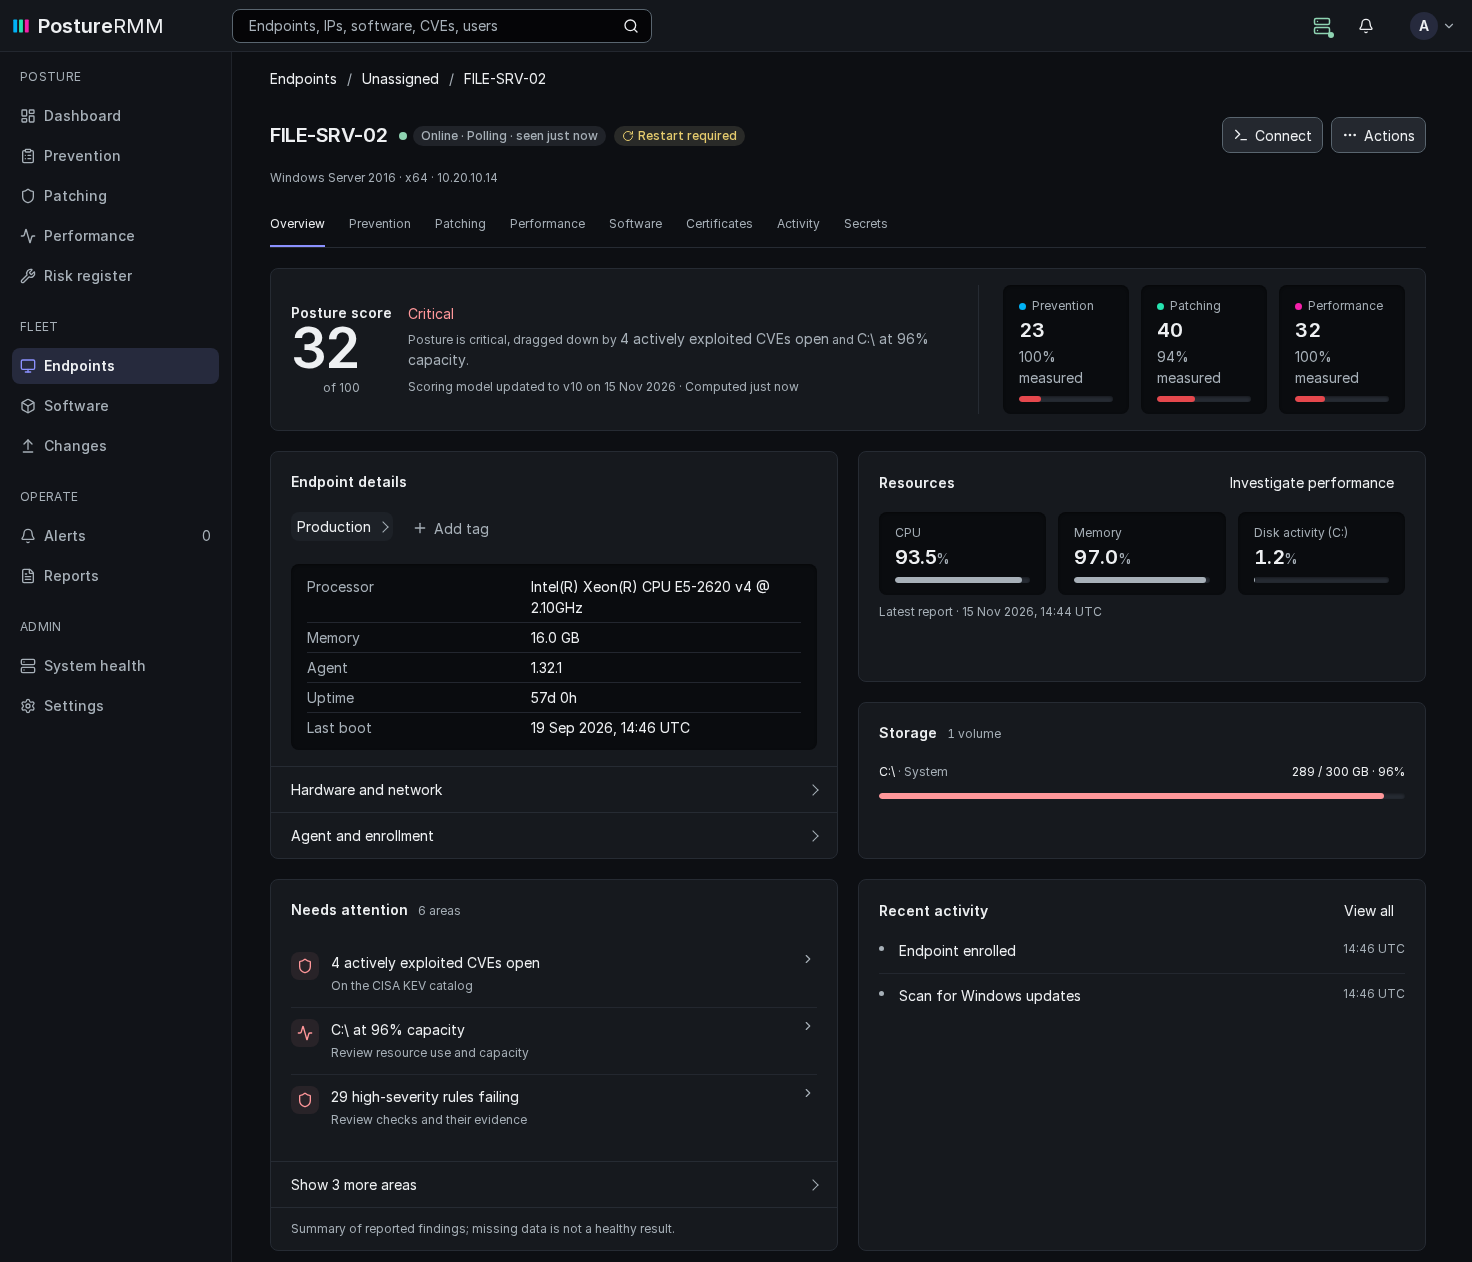 PostureRMM
Endpoints, IPs, software, CVEs, users
A
POSTURE
Dashboard
Prevention
Patching
Performance
Risk register
FLEET
Endpoints
Software
Changes
OPERATE
Alerts 0
Reports
ADMIN
System health
Settings
Endpoints / Unassigned / FILE-SRV-02
FILE-SRV-02 Online · Polling · seen just now Restart required
Connect Actions
Windows Server 2016 · x64 · 10.20.10.14
Overview Prevention Patching Performance Software Certificates Activity Secrets
Posture score
32
of 100
Critical
Posture is critical, dragged down by 4 actively exploited CVEs open and C:\ at 96%
capacity.
Scoring model updated to v10 on 15 Nov 2026 · Computed just now
Prevention
23
100%
measured
Patching
40
94%
measured
Performance
32
100%
measured
Endpoint details
Production
Add tag
Processor Intel(R) Xeon(R) CPU E5-2620 v4 @
2.10GHz
Memory 16.0 GB
Agent 1.32.1
Uptime 57d 0h
Last boot 19 Sep 2026, 14:46 UTC
Hardware and network
Agent and enrollment
Resources Investigate performance
CPU
93.5%
Memory
97.0%
Disk activity (C:)
1.2%
Latest report · 15 Nov 2026, 14:44 UTC
Storage 1 volume
C:\ · System 289 / 300 GB · 96%
Needs attention 6 areas
4 actively exploited CVEs open
On the CISA KEV catalog
C:\ at 96% capacity
Review resource use and capacity
29 high-severity rules failing
Review checks and their evidence
Show 3 more areas
Summary of reported findings; missing data is not a healthy result.
Recent activity View all
Endpoint enrolled 14:46 UTC
Scan for Windows updates 14:46 UTC